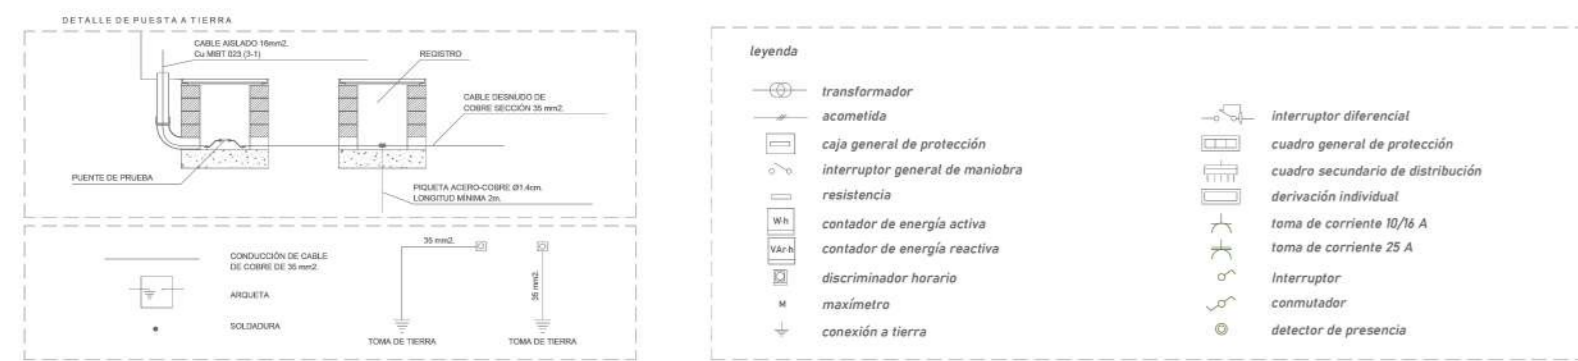 DETALLE DE PUESTA A TIERRA
CABLE AISLADO 16mm2.
Cu MIBT 023 (3-1)
REGISTRO
CABLE DESNUDO DE
COBRE SECCIÓN 35 mm2.
PUENTE DE PRUEBA
PIQUETA ACERO-COBRE Ø1.4cm.
LONGITUD MÍNIMA 2m.
CONDUCCIÓN DE CABLE
DE COBRE DE 35 mm2.
ARQUETA
SOLDADURA
35 mm2.
35 mm2.
TOMA DE TIERRA
TOMA DE TIERRA
leyenda
transformador
acometida
caja general de protección
interruptor general de maniobra
resistencia
W·h
contador de energía activa
VAr·h
contador de energía reactiva
discriminador horario
M
maxímetro
conexión a tierra
interruptor diferencial
cuadro general de protección
cuadro secundario de distribución
derivación individual
toma de corriente 10/16 A
toma de corriente 25 A
Interruptor
conmutador
detector de presencia